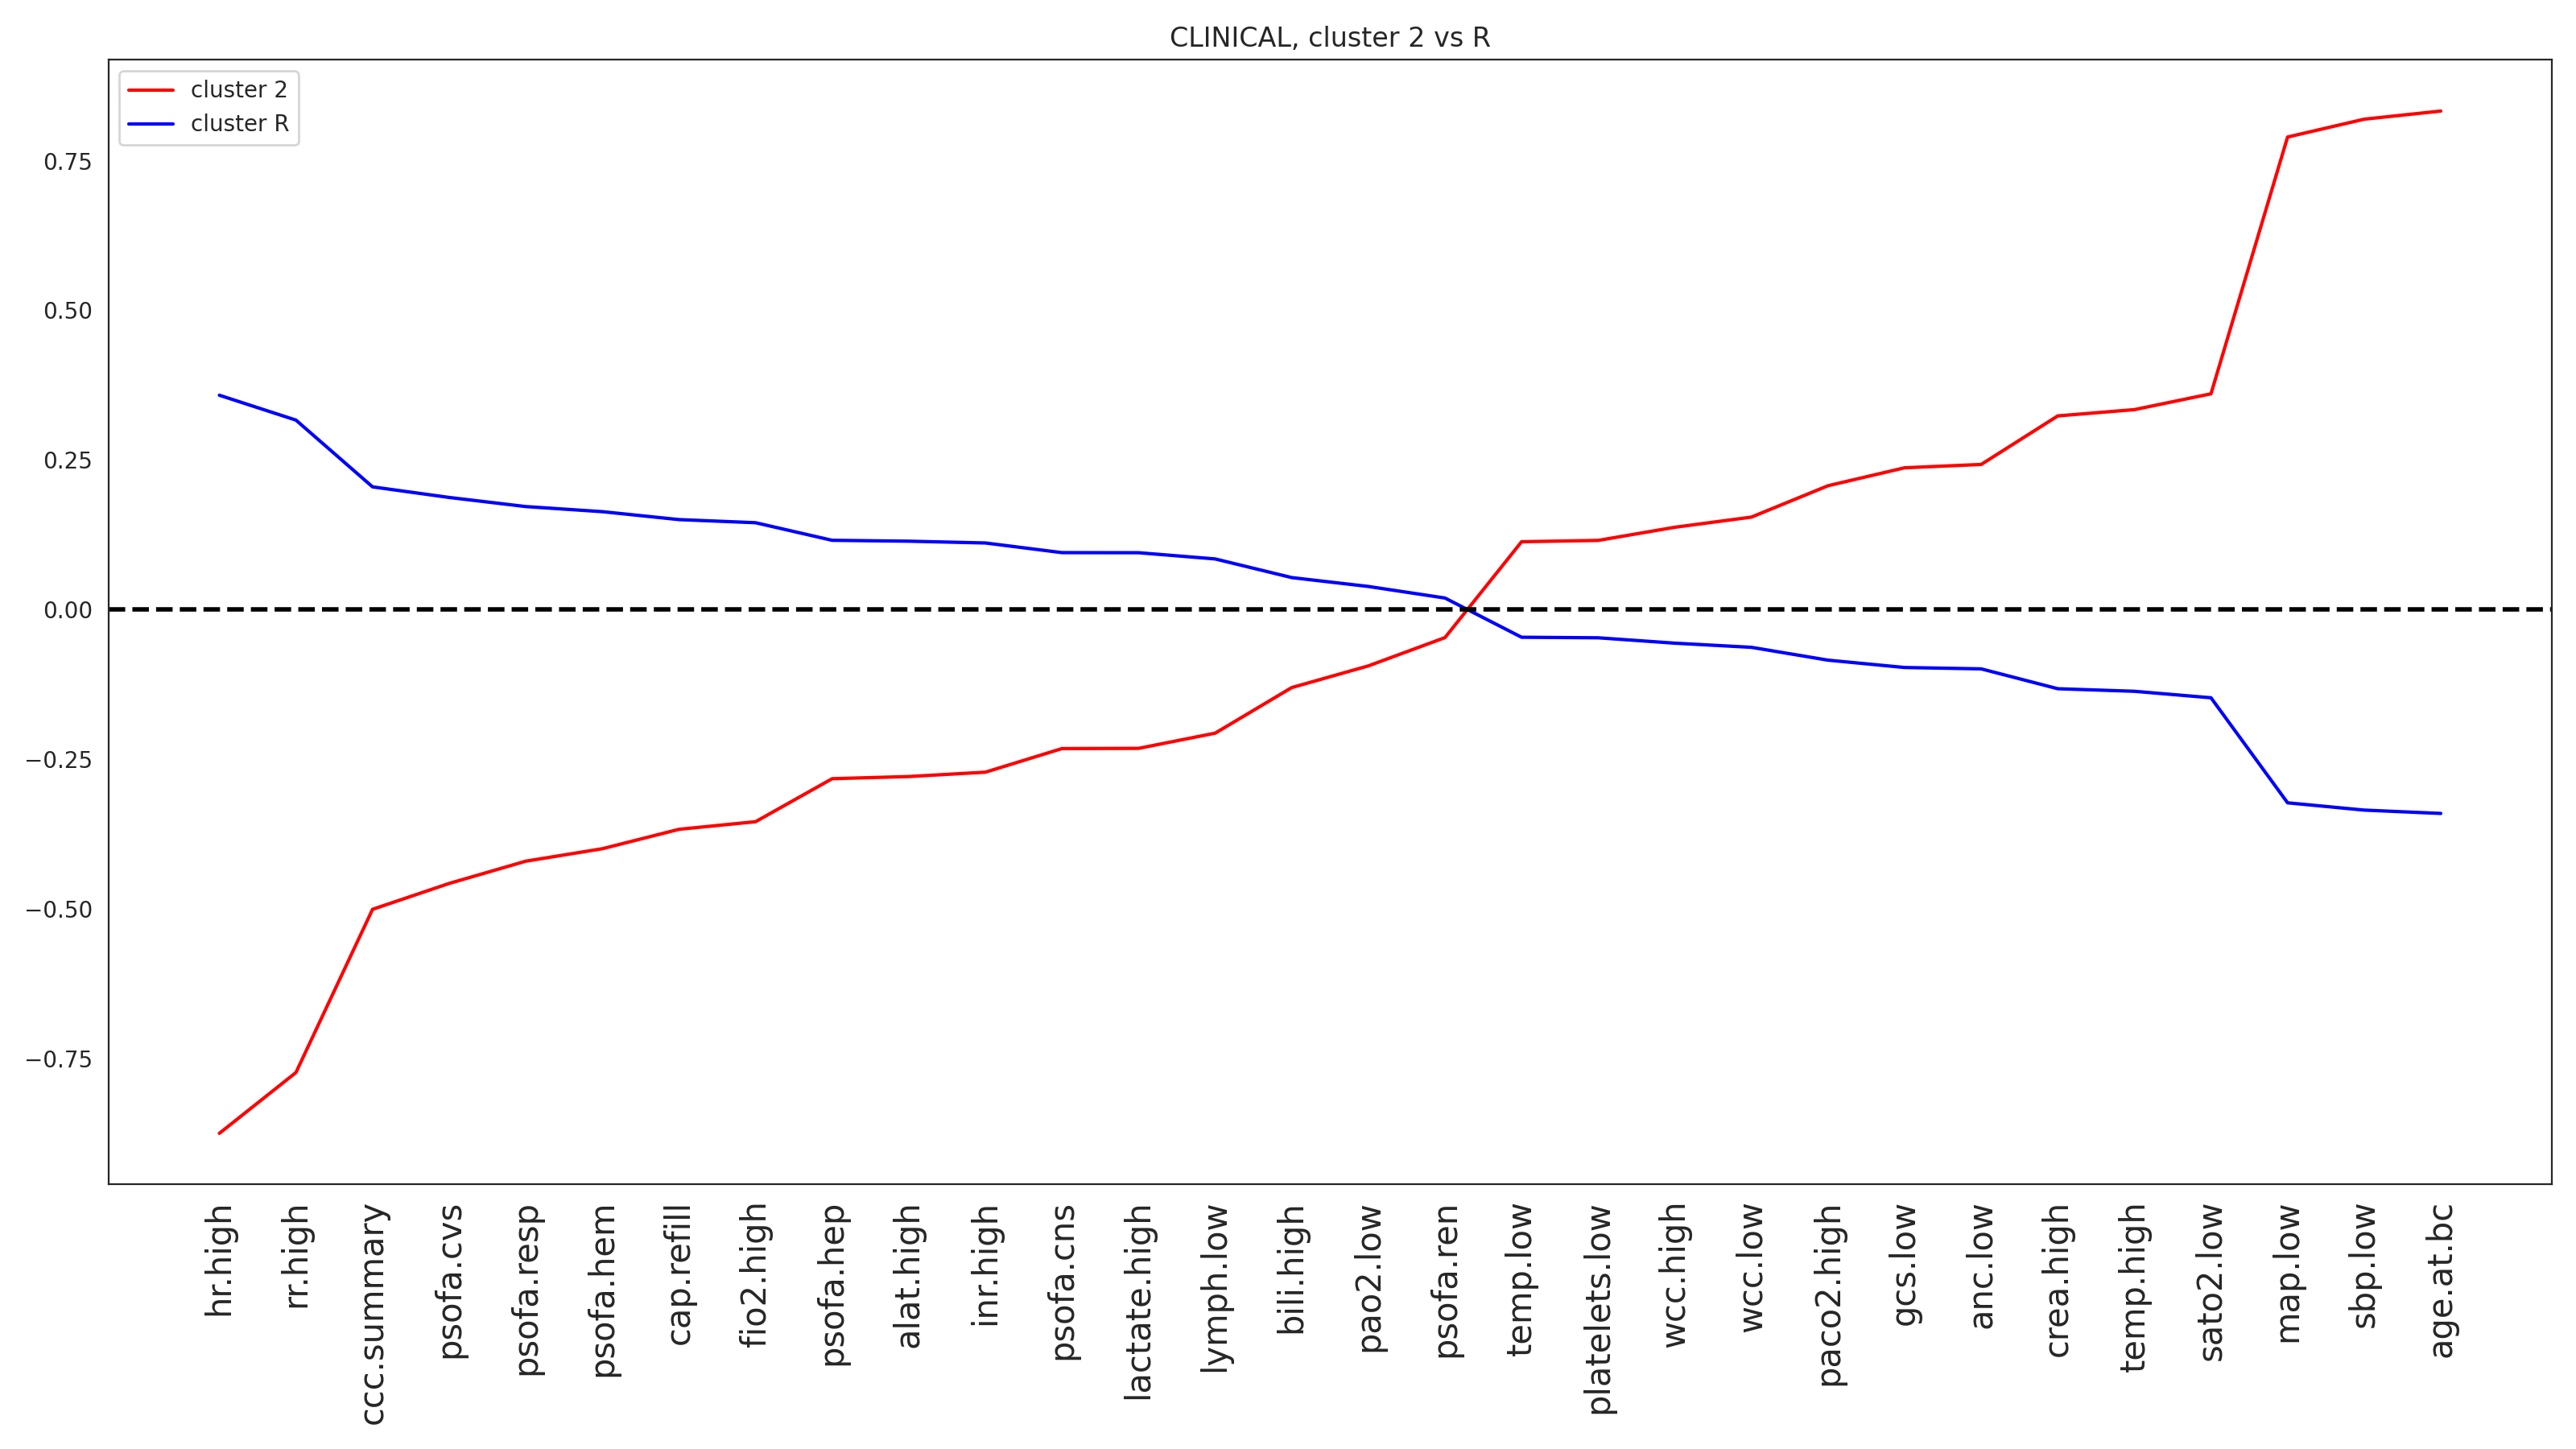 CLINICAL, cluster 2 vs R
cluster 2
cluster R
0.75
0.50
0.25
0.00
−0.25
−0.50
−0.75
hr.high
rr.high
ccc.summary
psofa.cvs
psofa.resp
psofa.hem
cap.refill
fio2.high
psofa.hep
alat.high
inr.high
psofa.cns
lactate.high
lymph.low
bili.high
pao2.low
psofa.ren
temp.low
platelets.low
wcc.high
wcc.low
paco2.high
gcs.low
anc.low
crea.high
temp.high
sato2.low
map.low
sbp.low
age.at.bc